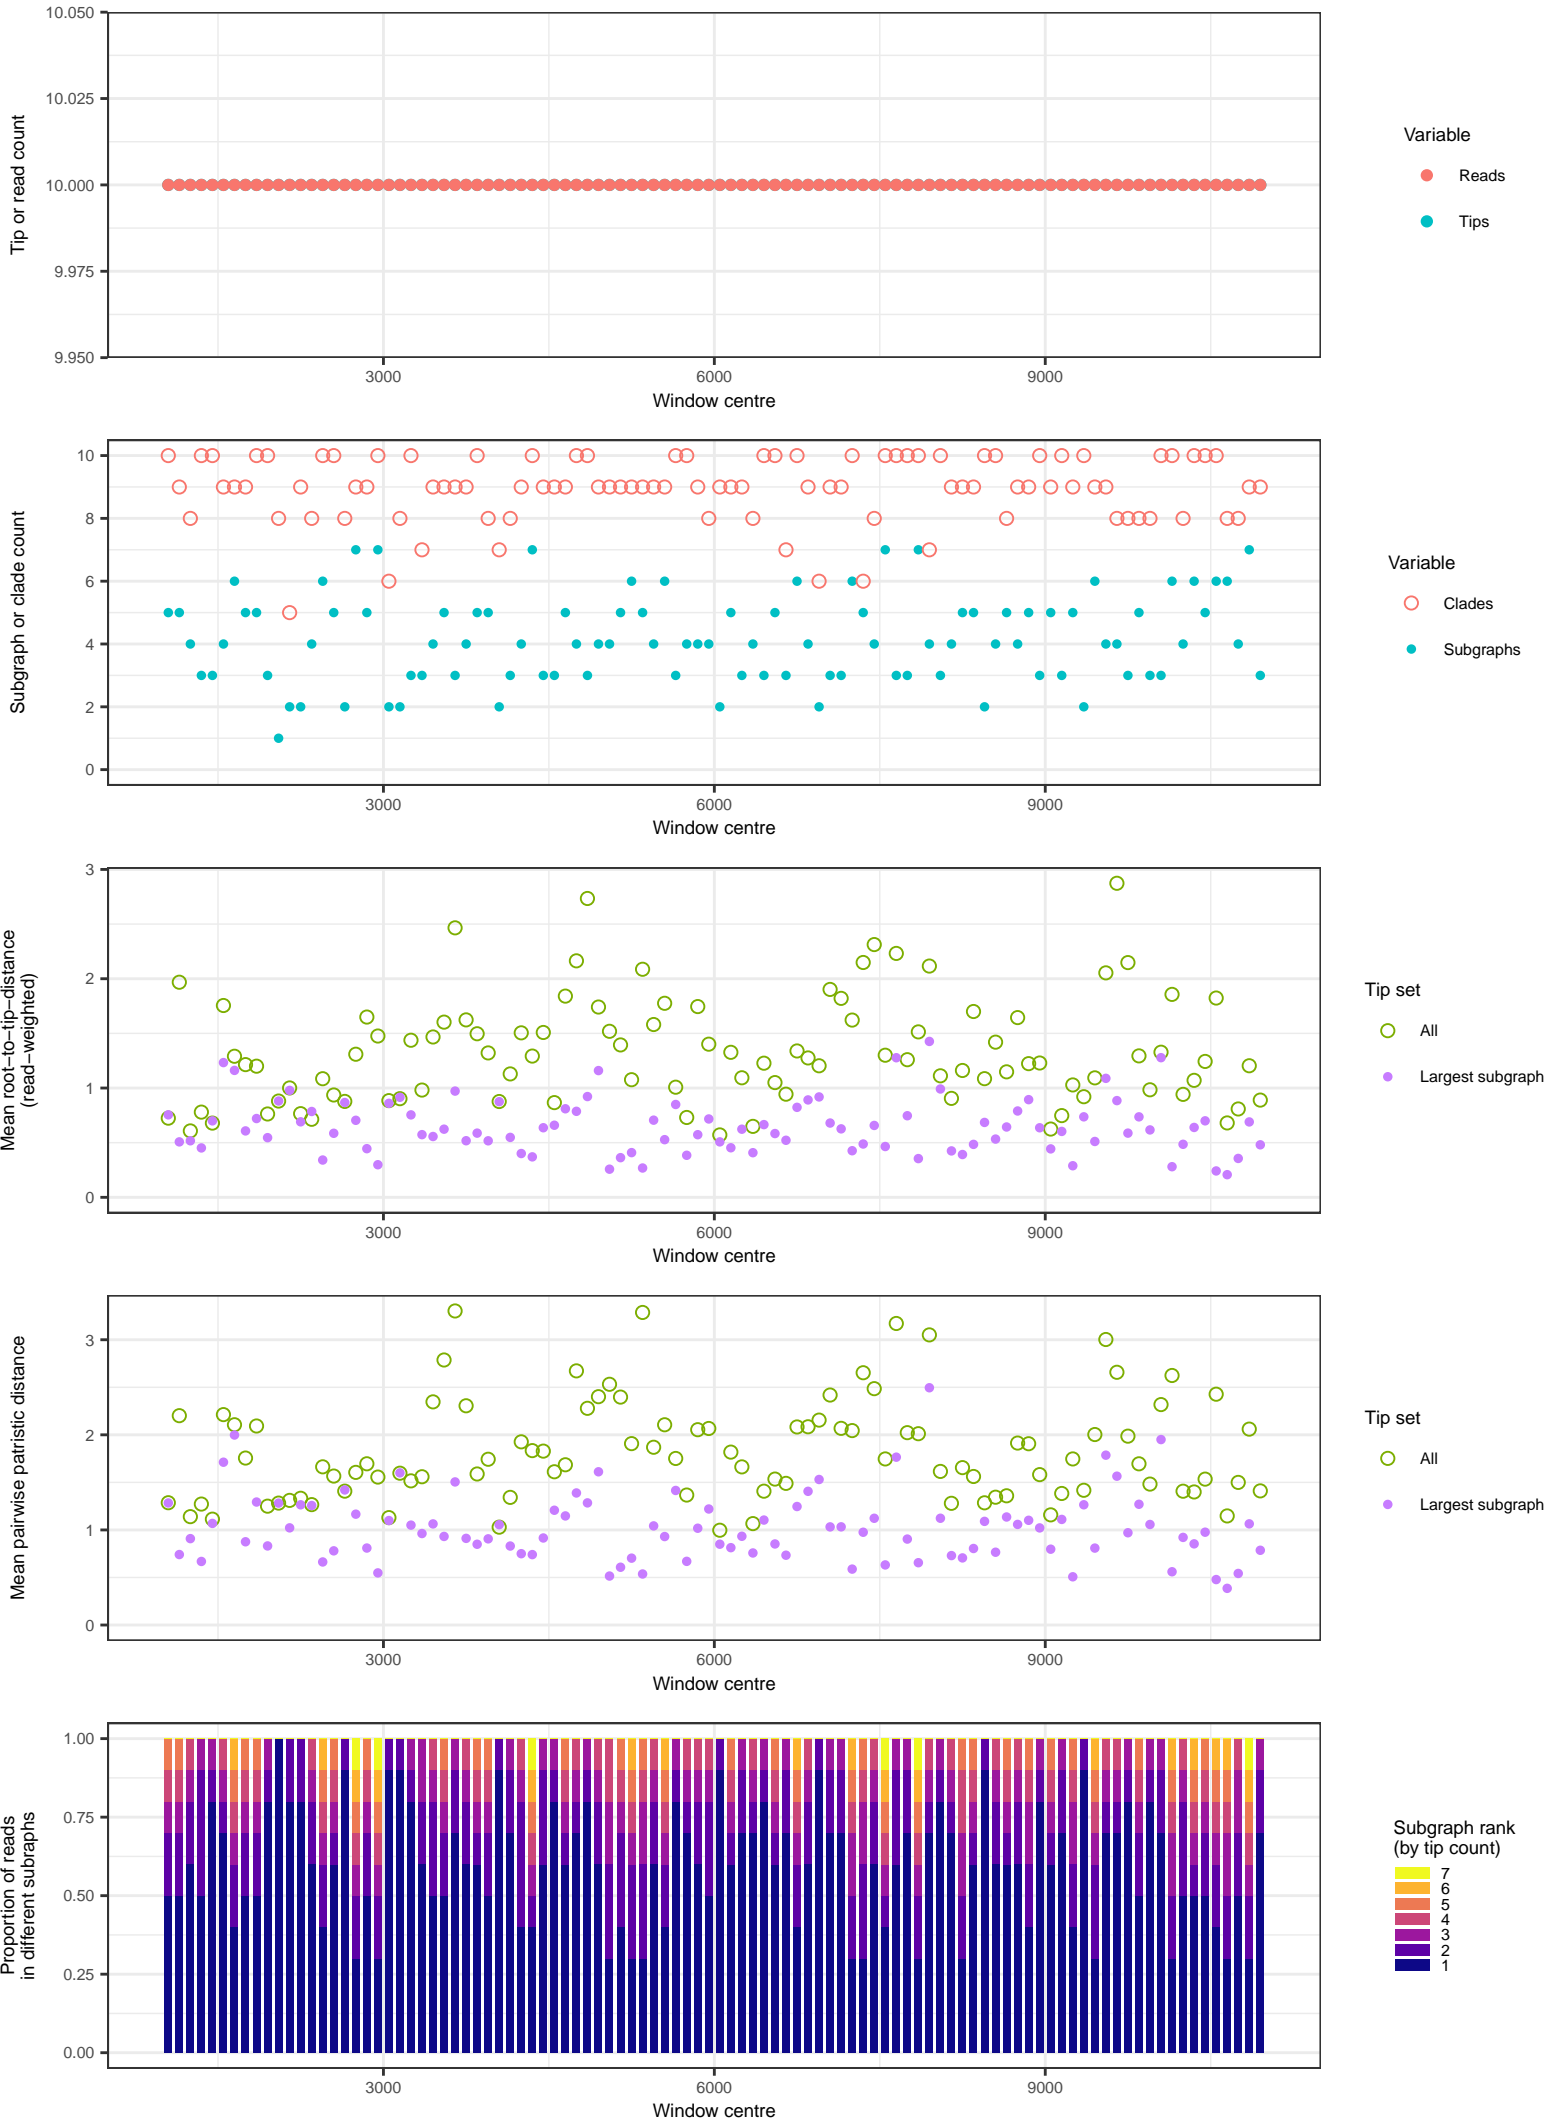 10.050
10.025
10.000
9.975
9.950
Tip or read count
3000 6000 9000
Window centre
Variable
Reads
Tips
10
8
6
4
2
0
Subgraph or clade count
3000 6000 9000
Window centre
Variable
Clades
Subgraphs
3
2
1
0
Mean root−to−tip−distance
(read−weighted)
3000 6000 9000
Window centre
Tip set
All
Largest subgraph
3
2
1
0
Mean pairwise patristic distance
3000 6000 9000
Window centre
Tip set
All
Largest subgraph
1.00
0.75
0.50
0.25
0.00
Proportion of reads
in different subraphs
3000 6000 9000
Window centre
Subgraph rank
(by tip count)
7
6
5
4
3
2
1